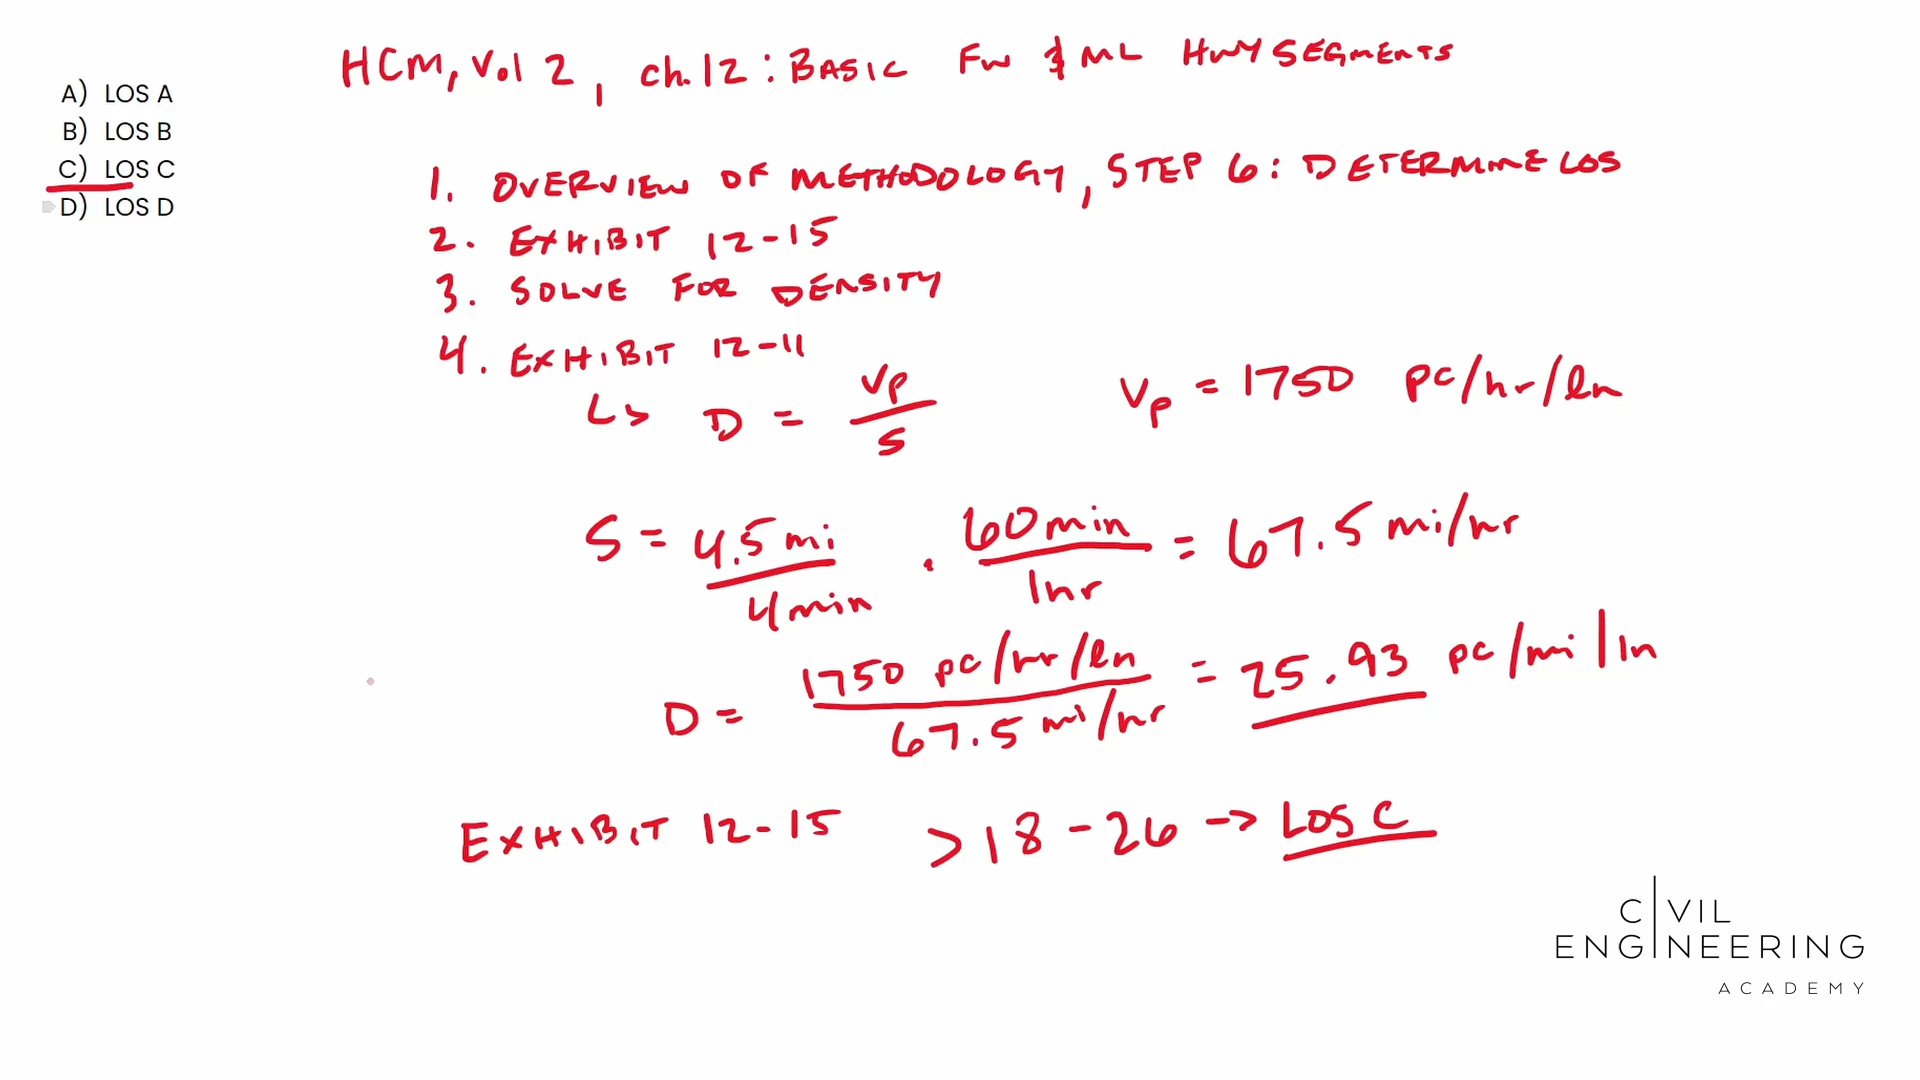 HCM, Vol 2, ch.12: BASIC FW & ML HWY SEGMENTS
A) LOS A
B) LOS B
C) LOS C
D) LOS D
1. OVERVIEW OF METHODOLOGY, STEP 6: DETERMINE LOS
2. EXHIBIT 12-15
3. SOLVE FOR DENSITY
4. EXHIBIT 12-11
↳ D = Vp/S
Vp = 1750 pc/hr/ln
S = 4.5 mi/4 min · 60 min/1 hr = 67.5 mi/hr
D = 1750 pc/hr/ln / 67.5 mi/hr = 25.93 pc/mi/ln
EXHIBIT 12-15 >18-26 → LOS C
CIVIL
ENGINEERING
ACADEMY